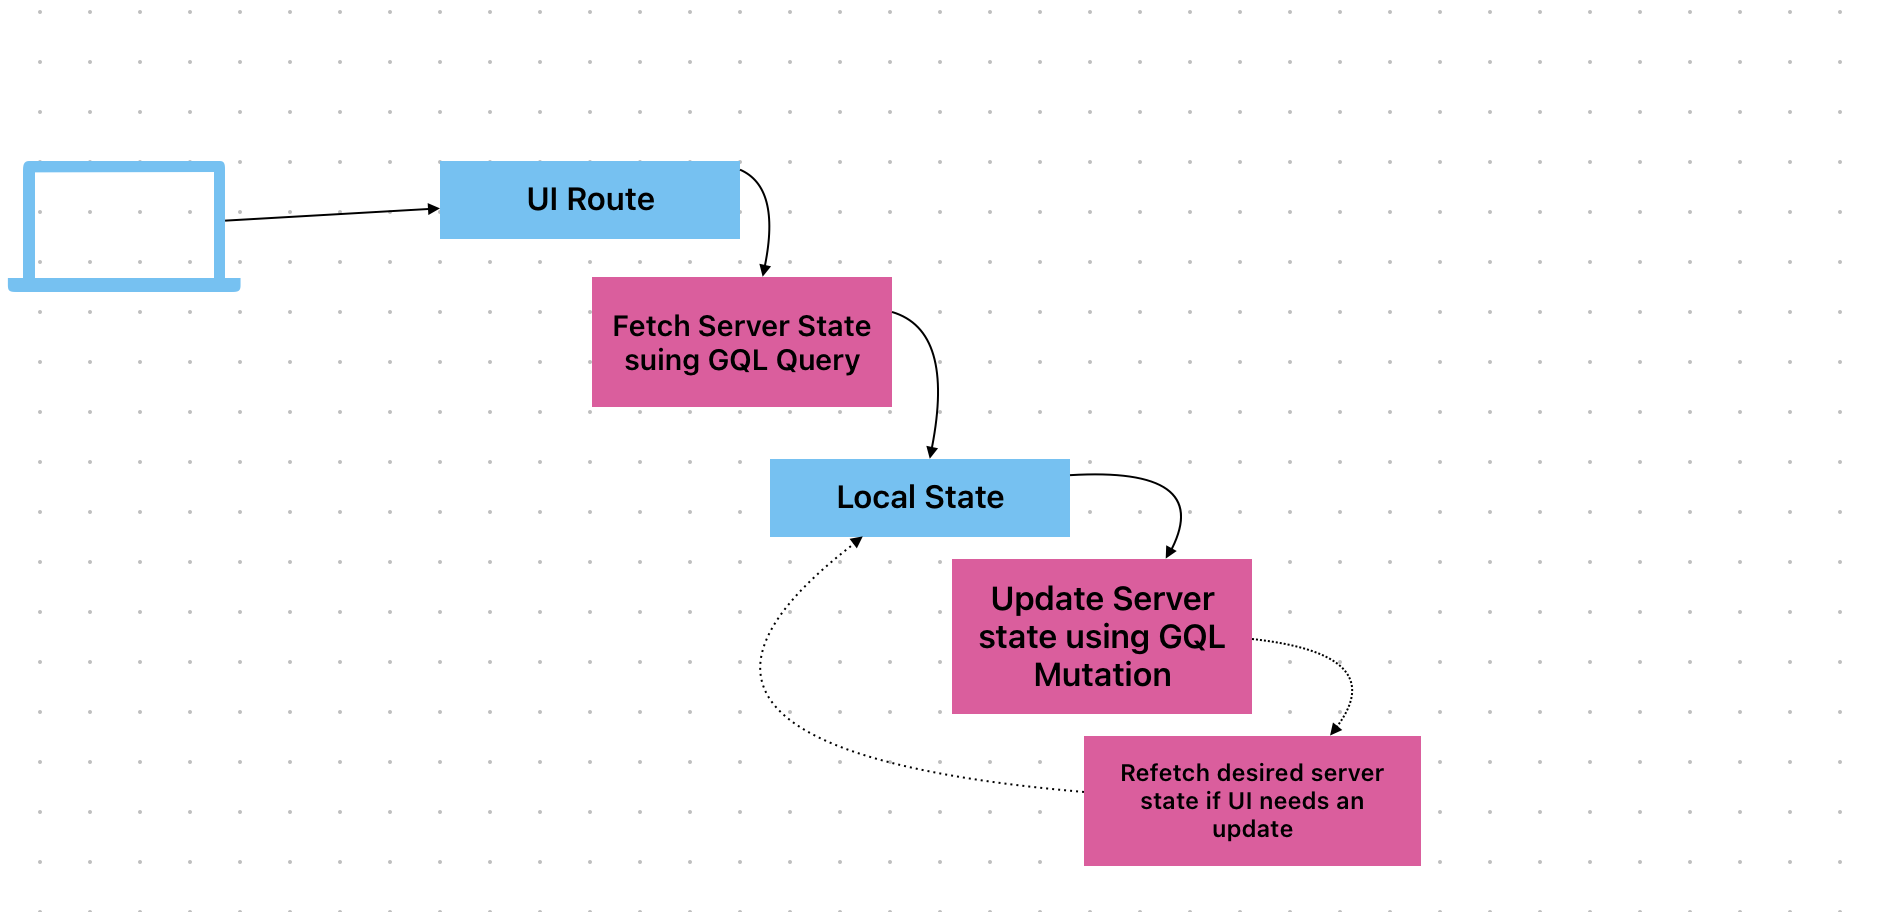 UI Route
Fetch Server State
suing GQL Query
Local State
Update Server
state using GQL
Mutation
Refetch desired server
state if UI needs an
update